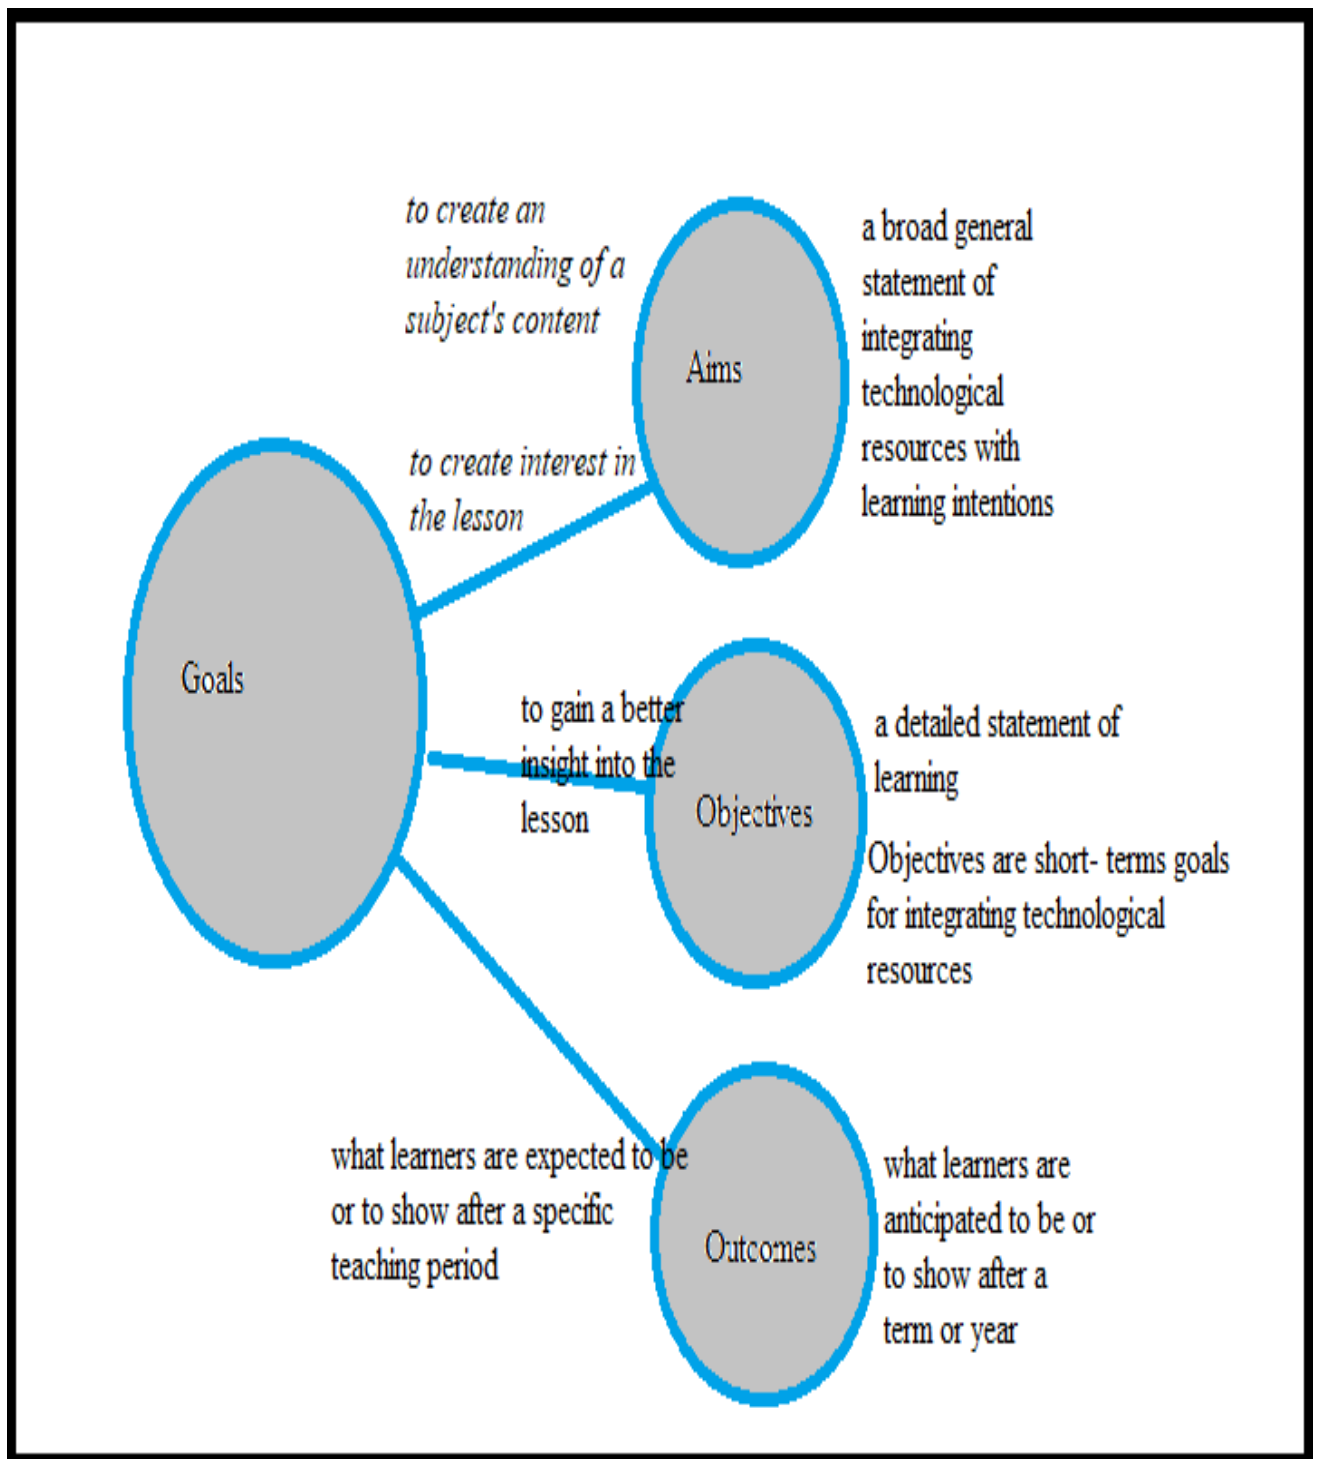 to create an
understanding of a
subject's content
to create interest in
the lesson
Aims
a broad general
statement of
integrating
technological
resources with
learning intentions
Goals
to gain a better
insight into the
lesson
Objectives
a detailed statement of
learning
Objectives are short- terms goals
for integrating technological
resources
what learners are expected to be
or to show after a specific
teaching period
Outcomes
what learners are
anticipated to be or
to show after a
term or year